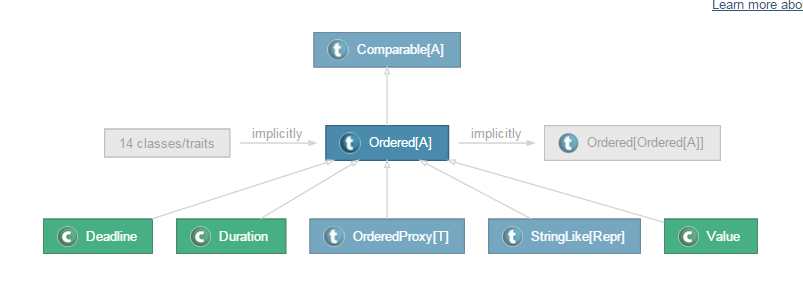 Learn more abo
t Comparable[A]
14 classes/traits implicitly t Ordered[A] implicitly t Ordered[Ordered[A]]
C Deadline C Duration t OrderedProxy[T] t StringLike[Repr] C Value